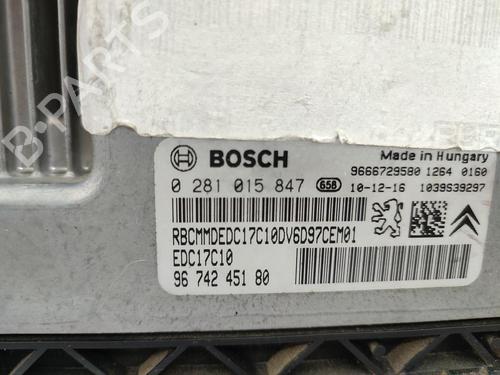 B-PARTS
BOSCH
Made in Hungary
9666729580 1264 0160
0 281 015 847 658 10-12-16 1039S39297
RBCMMDEDC17C10DV6D97CEM01
EDC17C10
96 742 451 80